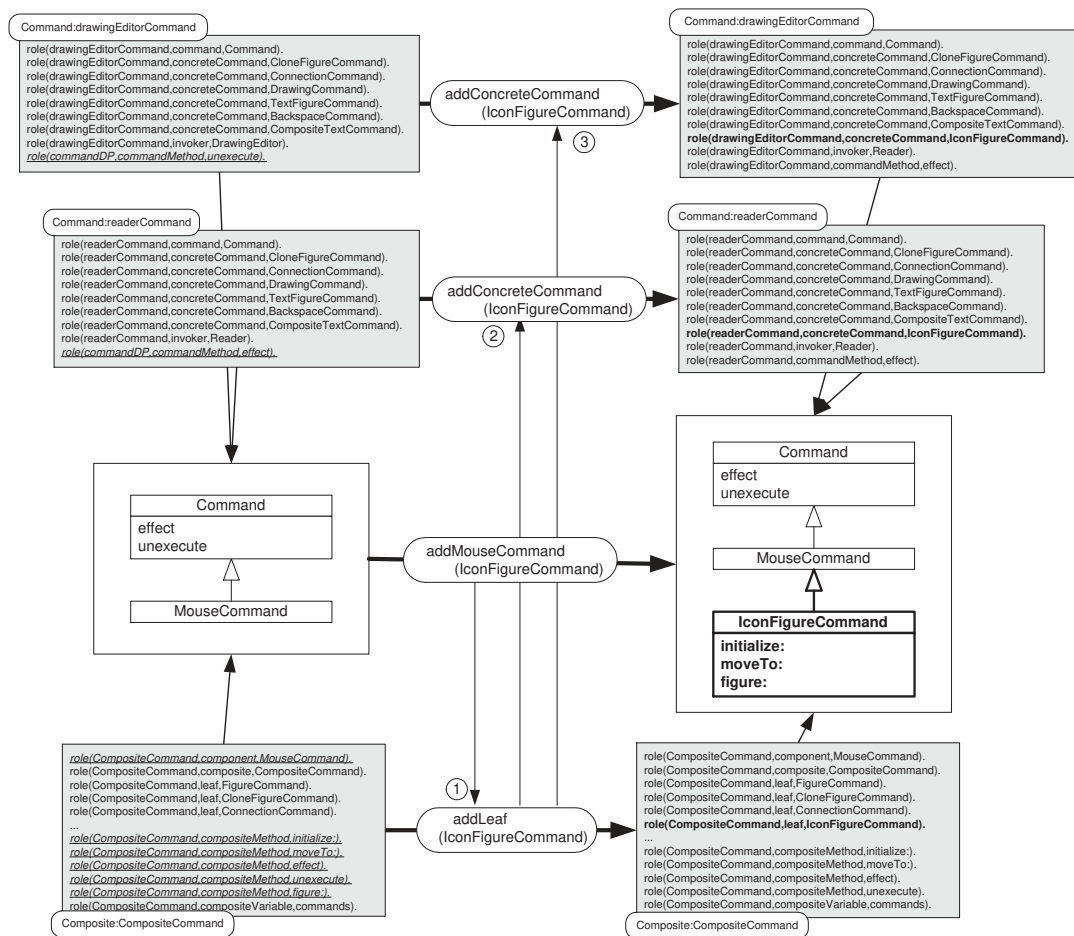 Command:drawingEditorCommand
role(drawingEditorCommand,command,Command).
role(drawingEditorCommand,concreteCommand,CloneFigureCommand).
role(drawingEditorCommand,concreteCommand,ConnectionCommand).
role(drawingEditorCommand,concreteCommand,DrawingCommand).
role(drawingEditorCommand,concreteCommand,TextFigureCommand).
role(drawingEditorCommand,concreteCommand,BackspaceCommand).
role(drawingEditorCommand,concreteCommand,CompositeTextCommand).
role(drawingEditorCommand,invoker,DrawingEditor).
role(commandDP,commandMethod,unexecute).
addConcreteCommand
(IconFigureCommand)
3
Command:drawingEditorCommand
role(drawingEditorCommand,command,Command).
role(drawingEditorCommand,concreteCommand,CloneFigureCommand).
role(drawingEditorCommand,concreteCommand,ConnectionCommand).
role(drawingEditorCommand,concreteCommand,DrawingCommand).
role(drawingEditorCommand,concreteCommand,TextFigureCommand).
role(drawingEditorCommand,concreteCommand,BackspaceCommand).
role(drawingEditorCommand,concreteCommand,CompositeTextCommand).
role(drawingEditorCommand,concreteCommand,IconFigureCommand).
role(drawingEditorCommand,invoker,Reader).
role(drawingEditorCommand,commandMethod,effect).
Command:readerCommand
role(readerCommand,command,Command).
role(readerCommand,concreteCommand,CloneFigureCommand).
role(readerCommand,concreteCommand,ConnectionCommand).
role(readerCommand,concreteCommand,DrawingCommand).
role(readerCommand,concreteCommand,TextFigureCommand).
role(readerCommand,concreteCommand,BackspaceCommand).
role(readerCommand,concreteCommand,CompositeTextCommand).
role(readerCommand,invoker,Reader).
role(commandDP,commandMethod,effect).
addConcreteCommand
(IconFigureCommand)
2
Command:readerCommand
role(readerCommand,command,Command).
role(readerCommand,concreteCommand,CloneFigureCommand).
role(readerCommand,concreteCommand,ConnectionCommand).
role(readerCommand,concreteCommand,DrawingCommand).
role(readerCommand,concreteCommand,TextFigureCommand).
role(readerCommand,concreteCommand,BackspaceCommand).
role(readerCommand,concreteCommand,CompositeTextCommand).
role(readerCommand,concreteCommand,IconFigureCommand).
role(readerCommand,invoker,Reader).
role(readerCommand,commandMethod,effect).
Command
effect
unexecute
MouseCommand
addMouseCommand
(IconFigureCommand)
Command
effect
unexecute
MouseCommand
IconFigureCommand
initialize:
moveTo:
figure:
role(CompositeCommand,component,MouseCommand).
role(CompositeCommand,composite,CompositeCommand).
role(CompositeCommand,leaf,FigureCommand).
role(CompositeCommand,leaf,CloneFigureCommand).
role(CompositeCommand,leaf,ConnectionCommand).
...
role(CompositeCommand,compositeMethod,initialize:).
role(CompositeCommand,compositeMethod,moveTo:).
role(CompositeCommand,compositeMethod,effect).
role(CompositeCommand,compositeMethod,unexecute).
role(CompositeCommand,compositeMethod,figure:).
role(CompositeCommand,compositeVariable,commands).
Composite:CompositeCommand
1
addLeaf
(IconFigureCommand)
role(CompositeCommand,component,MouseCommand).
role(CompositeCommand,composite,CompositeCommand).
role(CompositeCommand,leaf,FigureCommand).
role(CompositeCommand,leaf,CloneFigureCommand).
role(CompositeCommand,leaf,ConnectionCommand).
role(CompositeCommand,leaf,IconFigureCommand).
...
role(CompositeCommand,compositeMethod,initialize:).
role(CompositeCommand,compositeMethod,moveTo:).
role(CompositeCommand,compositeMethod,effect).
role(CompositeCommand,compositeMethod,unexecute).
role(CompositeCommand,compositeVariable,commands).
Composite:CompositeCommand